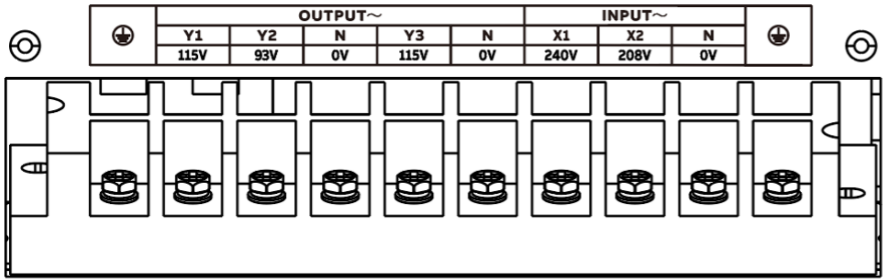 OUTPUT~ INPUT~
Y1 Y2 N Y3 N X1 X2 N
115V 93V 0V 115V 0V 240V 208V 0V